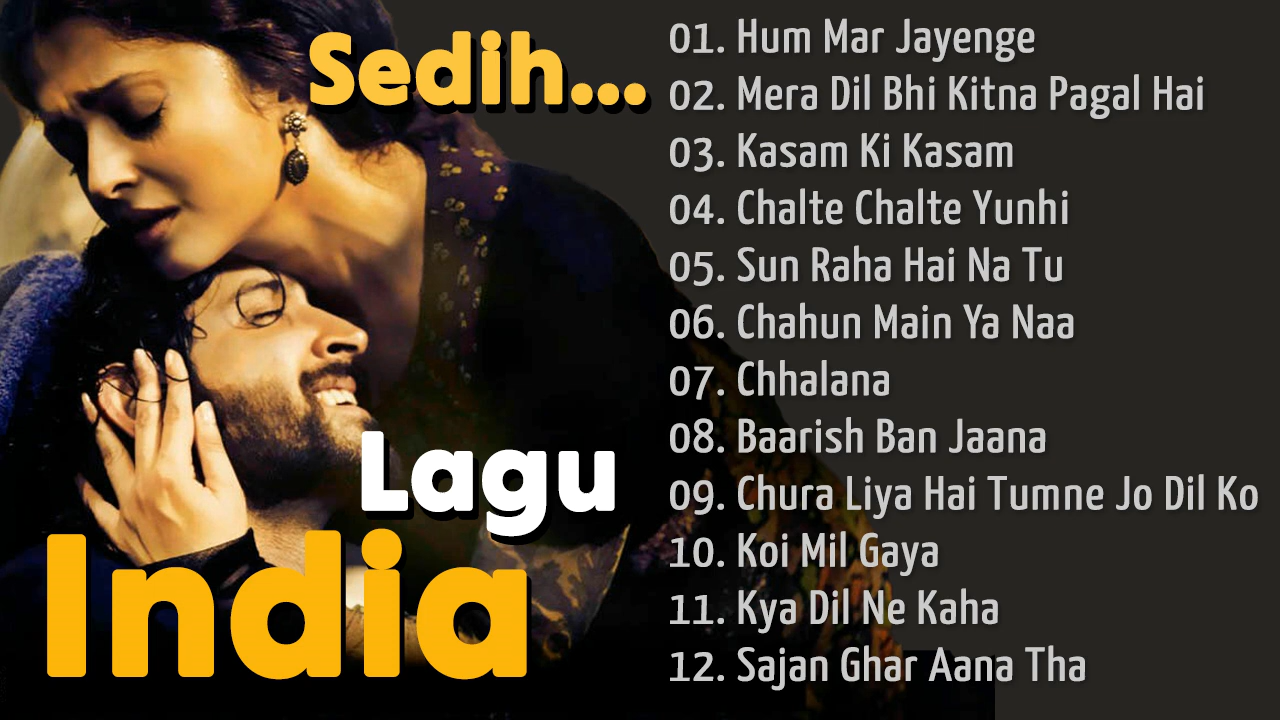 Sedih...
Lagu
India
01. Hum Mar Jayenge
02. Mera Dil Bhi Kitna Pagal Hai
03. Kasam Ki Kasam
04. Chalte Chalte Yunhi
05. Sun Raha Hai Na Tu
06. Chahun Main Ya Naa
07. Chhalana
08. Baarish Ban Jaana
09. Chura Liya Hai Tumne Jo Dil Ko
10. Koi Mil Gaya
11. Kya Dil Ne Kaha
12. Sajan Ghar Aana Tha